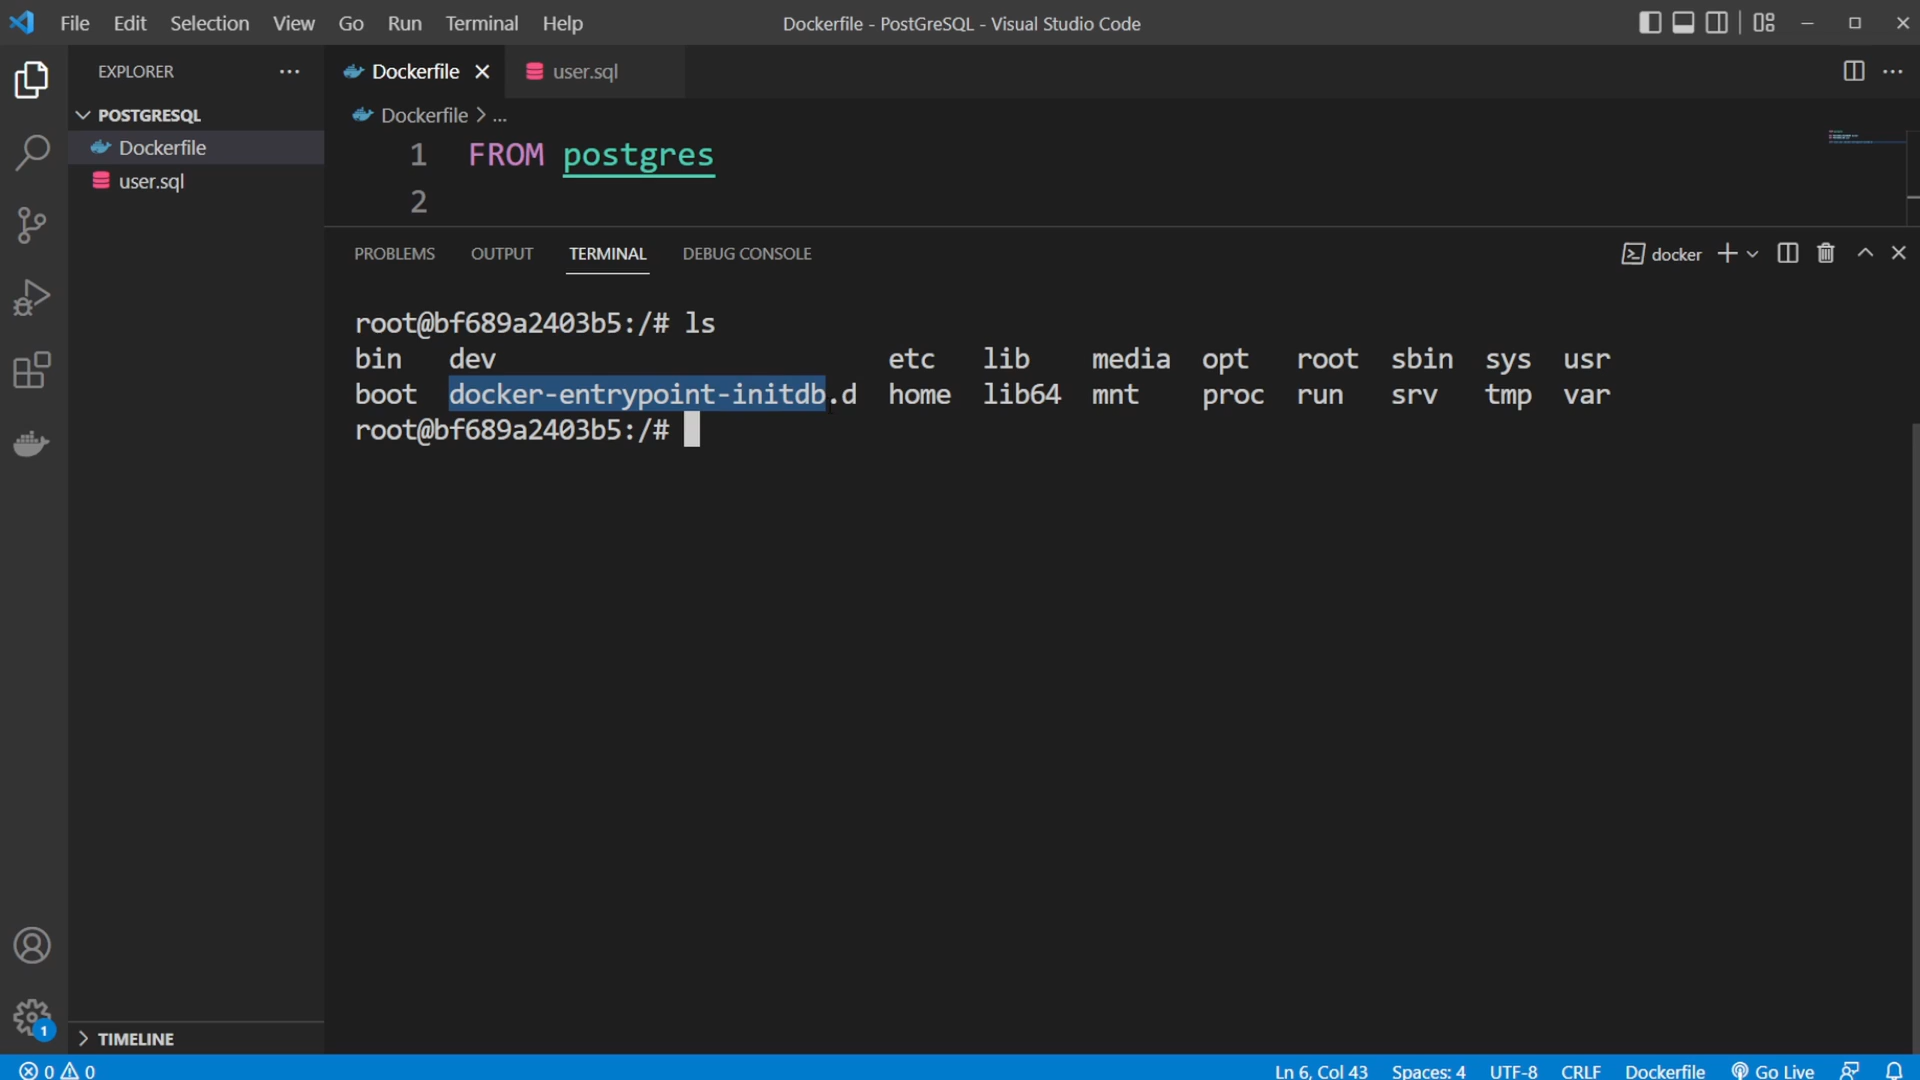 File Edit Selection View Go Run Terminal Help
Dockerfile - PostGreSQL - Visual Studio Code
EXPLORER
POSTGRESQL
Dockerfile
user.sql
Dockerfile
user.sql
Dockerfile > ...
1 FROM postgres
2
PROBLEMS OUTPUT TERMINAL DEBUG CONSOLE
docker
root@bf689a2403b5:/# ls
bin dev etc lib media opt root sbin sys usr
boot docker-entrypoint-initdb.d home lib64 mnt proc run srv tmp var
root@bf689a2403b5:/#
1
TIMELINE
0 0
Ln 6, Col 43 Spaces: 4 UTF-8 CRLF Dockerfile Go Live